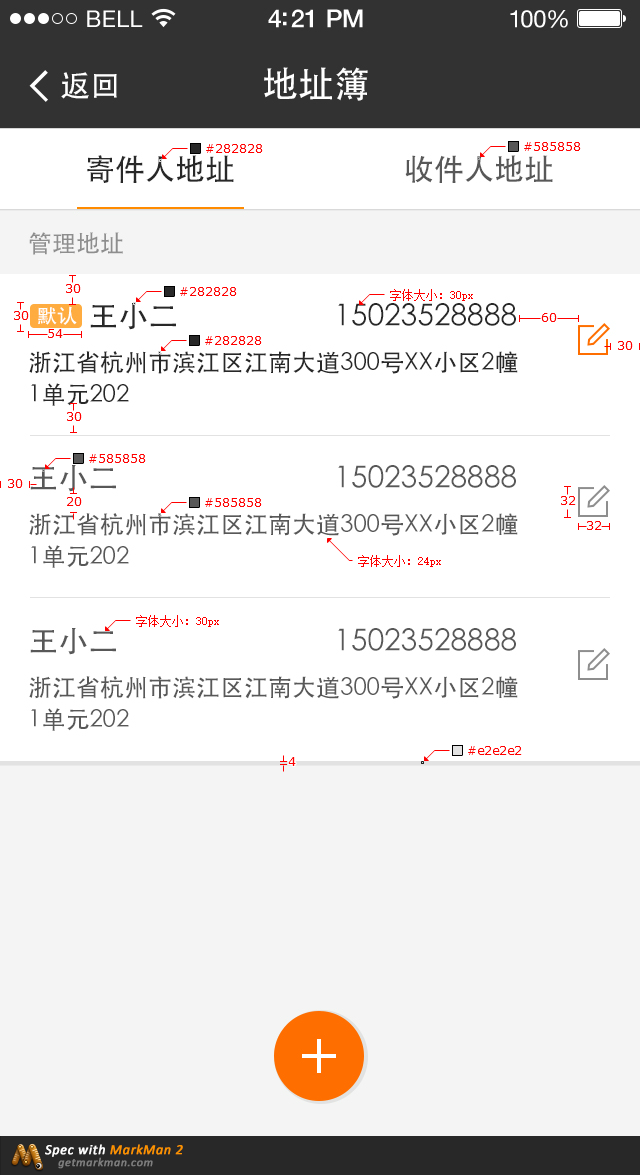 BELL 4:21 PM 100%
返回 地址簿
#282828 #585858
寄件人地址 收件人地址
管理地址
30 #282828 字体大小：30px
30 默认 王小二 15023528888 60
54
#282828 30
浙江省杭州市滨江区江南大道300号XX小区2幢
1单元202
30
#585858
30 王小二 15023528888
20 #585858 32
浙江省杭州市滨江区江南大道300号XX小区2幢
32
1单元202 字体大小：24px
字体大小：30px
王小二 15023528888
浙江省杭州市滨江区江南大道300号XX小区2幢
1单元202
#e2e2e2
4
Spec with MarkMan 2
getmarkman.com